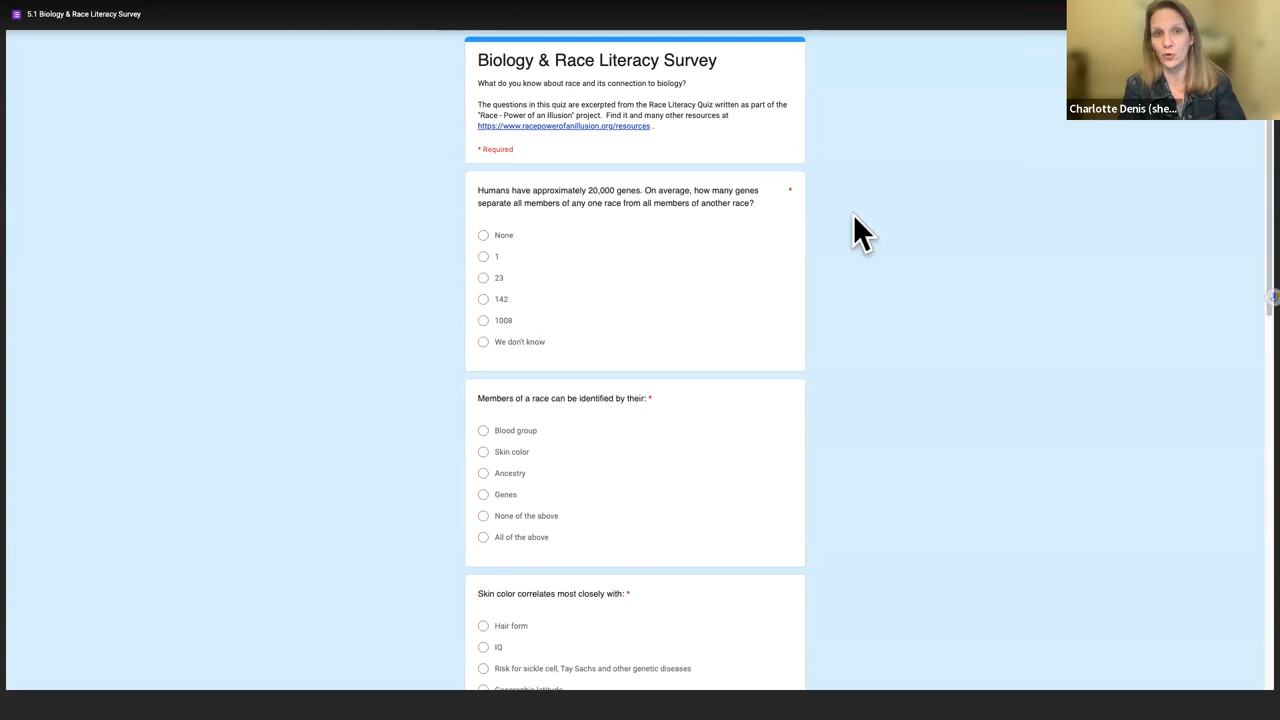 5.1 Biology & Race Literacy Survey
Charlotte Denis (she...
Biology & Race Literacy Survey
What do you know about race and its connection to biology?
The questions in this quiz are excerpted from the Race Literacy Quiz written as part of the
"Race - Power of an Illusion" project.  Find it and many other resources at
https://www.racepowerofanillusion.org/resources .
* Required
Humans have approximately 20,000 genes. On average, how many genes *
separate all members of any one race from all members of another race?
None
1
23
142
1008
We don't know
Members of a race can be identified by their: *
Blood group
Skin color
Ancestry
Genes
None of the above
All of the above
Skin color correlates most closely with: *
Hair form
IQ
Risk for sickle cell, Tay Sachs and other genetic diseases
Geographic latitude